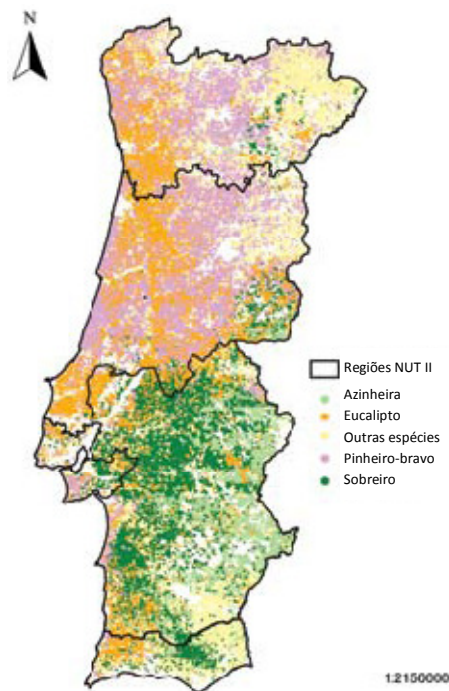 N
Regiões NUT II
Azinheira
Eucalipto
Outras espécies
Pinheiro-bravo
Sobreiro
1:2150000